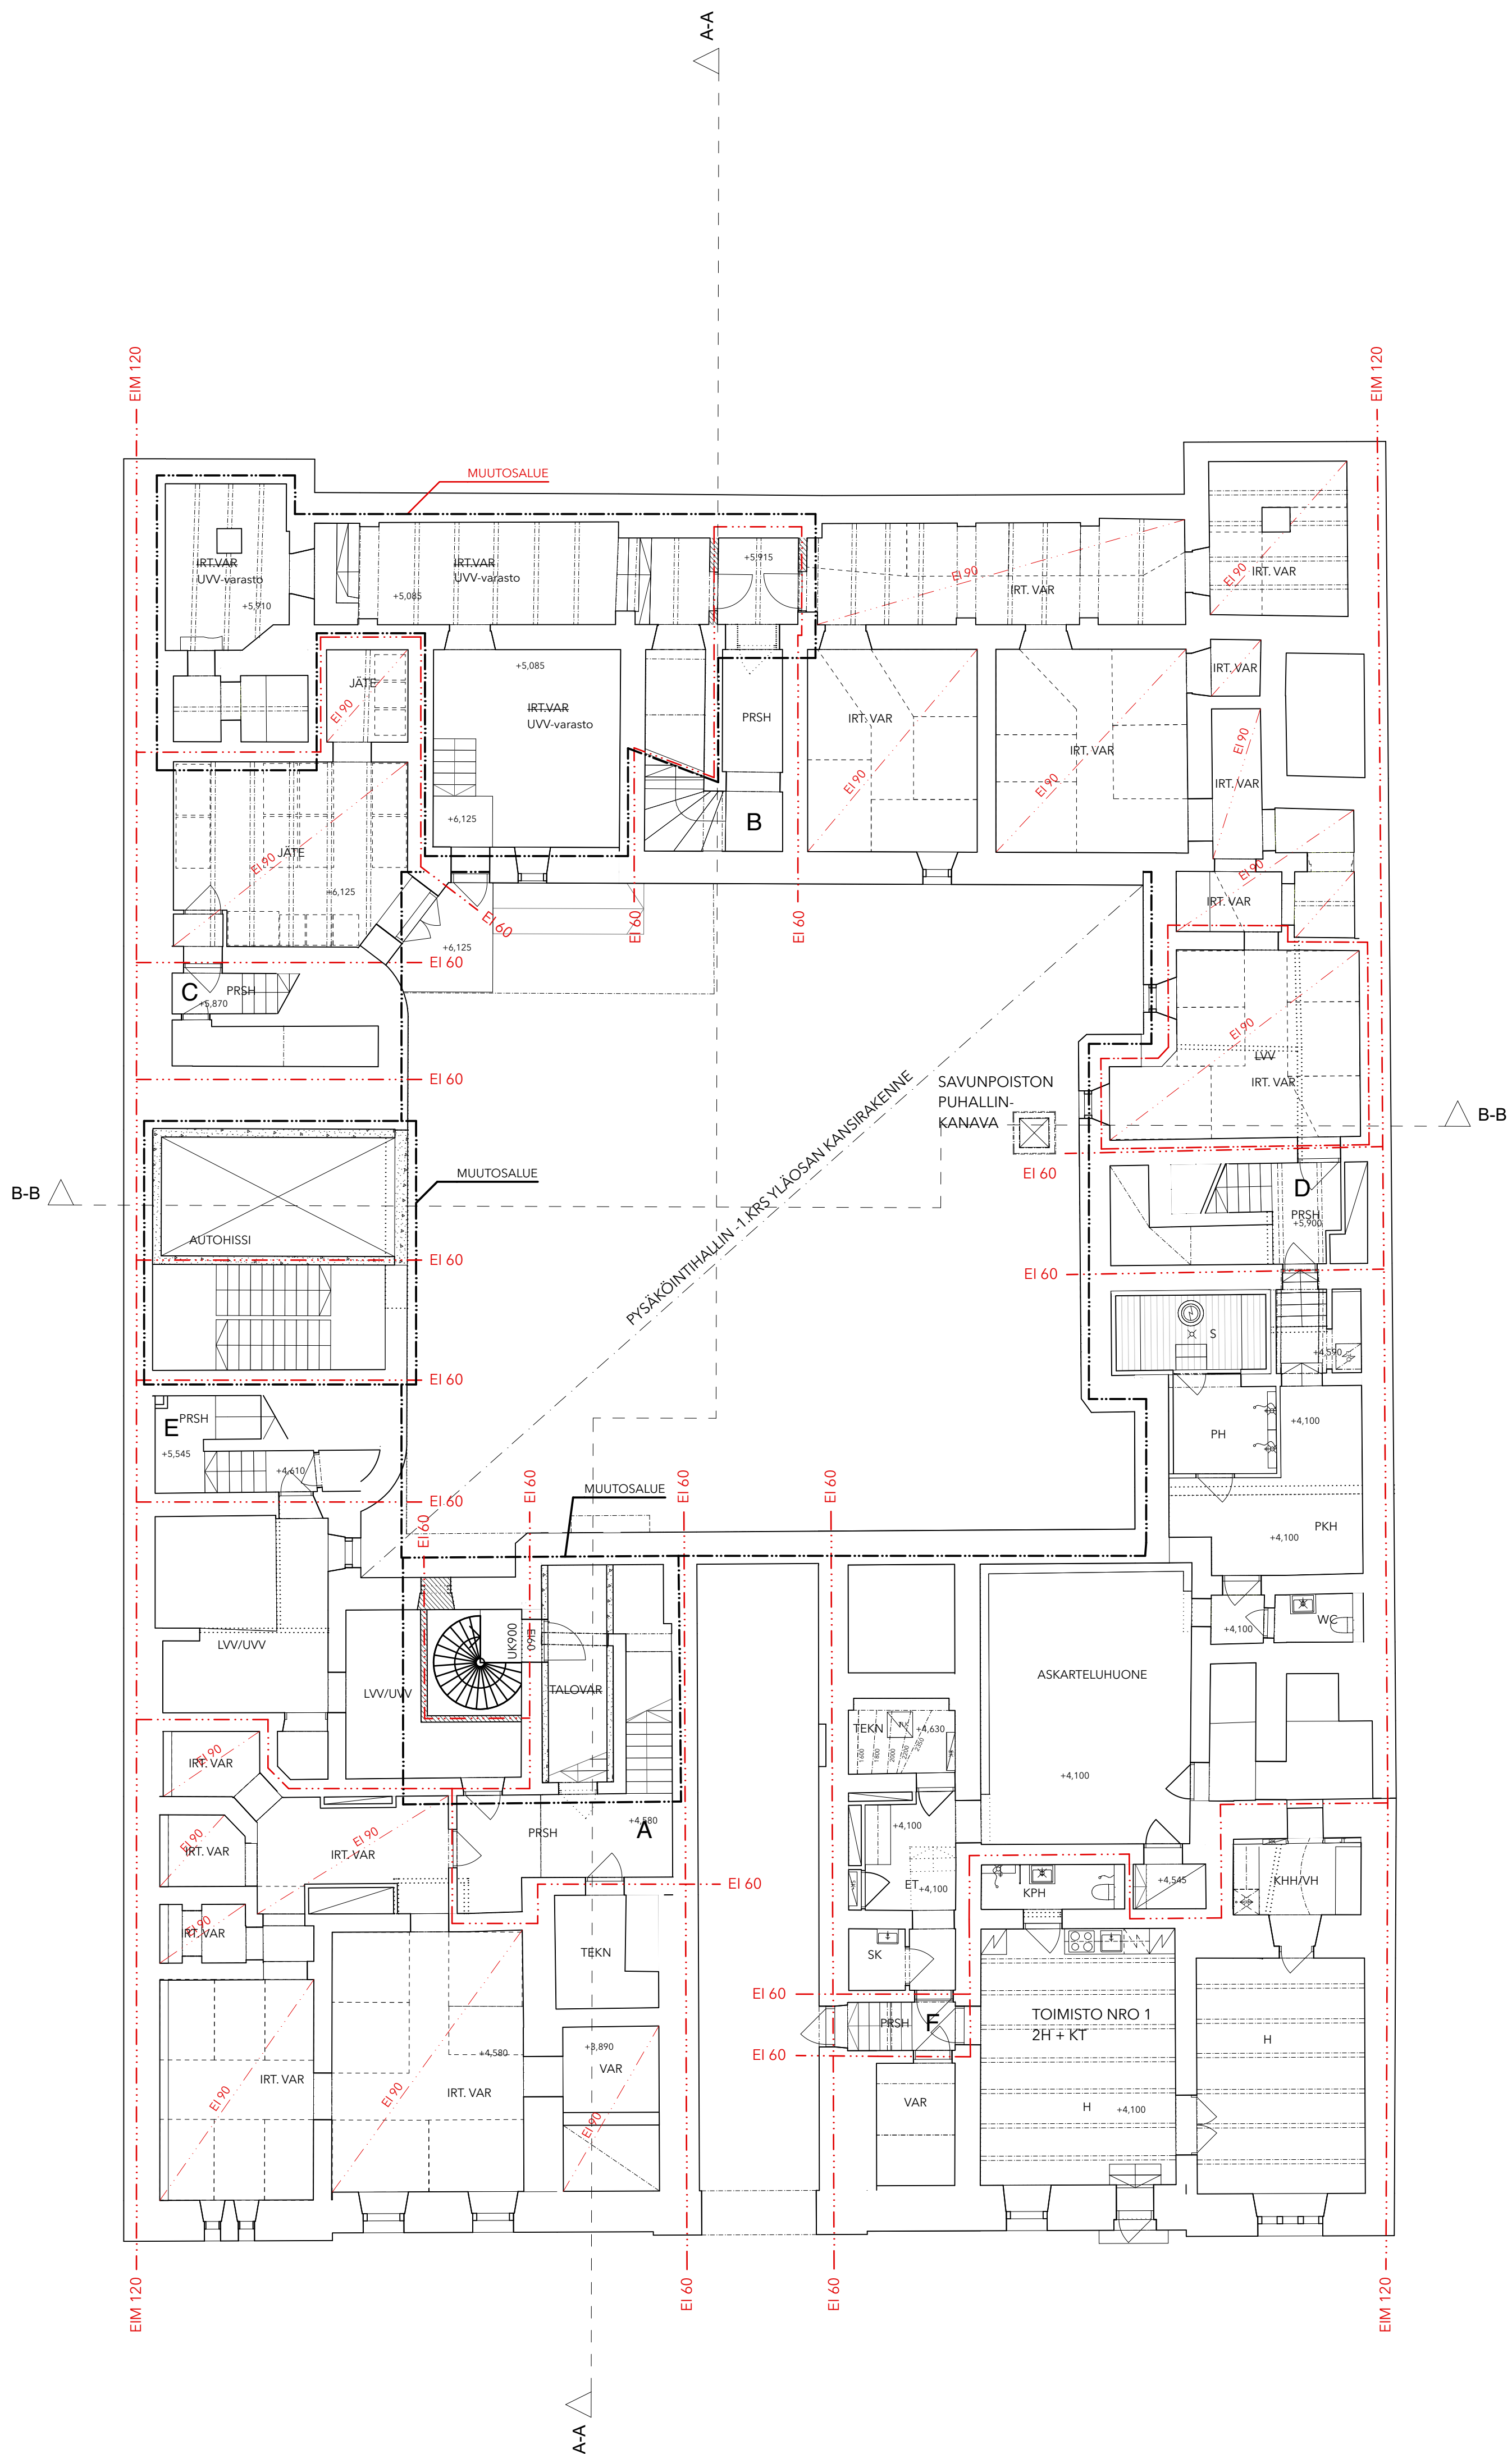 A-A
EIM 120
EIM 120
MUUTOSALUE
IRT.VAR
UVV-varasto
+5,910
IRT.VAR
UVV-varasto
+5,085
+5,915
EI 90
IRT. VAR
EI 90
IRT. VAR
JÄTE
EI 90
+5,085
IRT.VAR
UVV-varasto
PRSH
IRT. VAR
EI 90
IRT. VAR
EI 90
IRT. VAR
EI 90
IRT. VAR
+6,125
B
JÄTE
EI 90
+6,125
EI 90
IRT. VAR
EI 60
EI 60
EI 60
+6,125
EI 60
C
PRSH
+5,870
EI 90
LVV
IRT. VAR
EI 60
SAVUNPOISTON
PUHALLIN-
KANAVA
B-B
PYSÄKÖINTIHALLIN -1.KRS YLÄOSAN KANSIRAKENNE
MUUTOSALUE
EI 60
B-B
D
PRSH
+5,900
AUTOHISSI
EI 60
EI 60
S
+4,590
EI 60
E
PRSH
+5,545
+4,610
PH
+4,100
EI 60
EI 60
EI 60
EI 60
EI 60
MUUTOSALUE
PKH
+4,100
LVV/UVV
UK900
EI60
+4,100
WC
LVV/UVV
TALOVAR
ASKARTELUHUONE
TEKN
+4,630
1600
1800
2000
2200
2350
IRT. VAR
EI 90
+4,100
PRSH
+4,580
A
+4,100
IRT. VAR
EI 90
IRT. VAR
EI 90
EI 60
ET
+4,100
KPH
+4,545
KHH/VH
IRT. VAR
EI 90
TEKN
SK
EI 60
PRSH
F
TOIMISTO NRO 1
2H + KT
H
EI 60
+4,580
+3,890
VAR
IRT. VAR
EI 90
IRT. VAR
EI 90
EI 90
VAR
H
+4,100
EIM 120
EI 60
EI 60
EIM 120
A-A